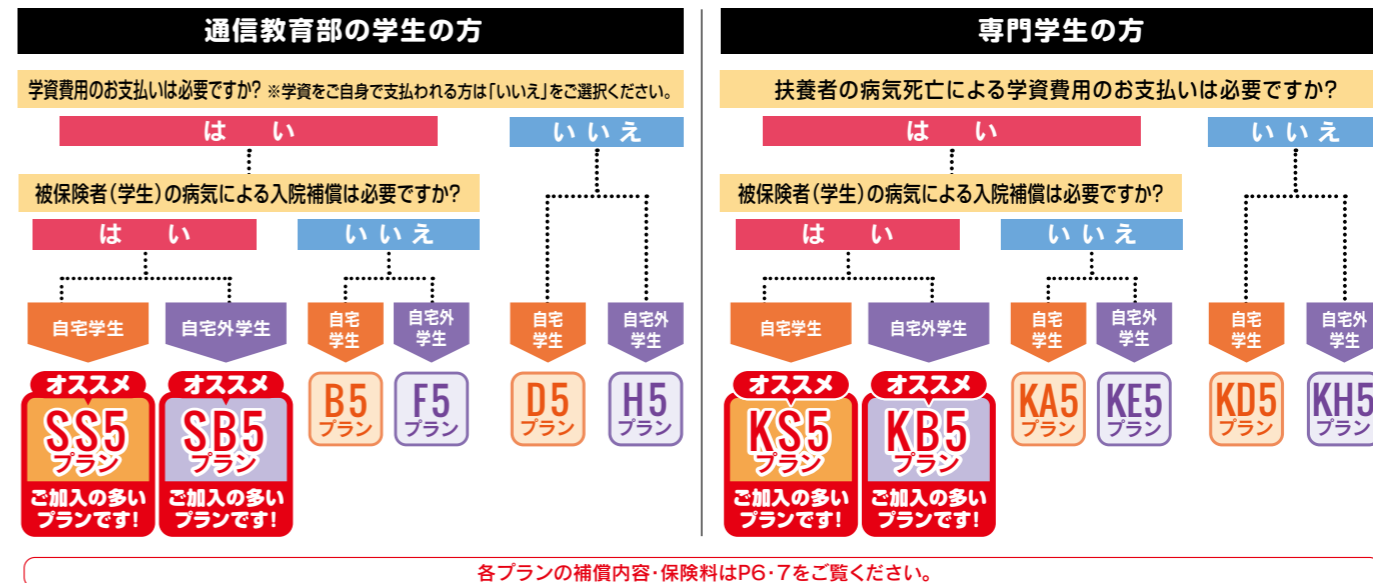 通信教育部の学生の方
学資費用のお支払いは必要ですか? ※学資をご自身で支払われる方は「いいえ」をご選択ください。
はい
いいえ
被保険者(学生)の病気による入院補償は必要ですか?
はい
いいえ
自宅学生
自宅外学生
自宅
学生
自宅外
学生
自宅
学生
自宅外
学生
オススメ
SS5
プラン
ご加入の多い
プランです!
オススメ
SB5
プラン
ご加入の多い
プランです!
B5
プラン
F5
プラン
D5
プラン
H5
プラン
専門学生の方
扶養者の病気死亡による学資費用のお支払いは必要ですか?
はい
いいえ
被保険者(学生)の病気による入院補償は必要ですか?
はい
いいえ
自宅学生
自宅外学生
自宅
学生
自宅外
学生
自宅
学生
自宅外
学生
オススメ
KS5
プラン
ご加入の多い
プランです!
オススメ
KB5
プラン
ご加入の多い
プランです!
KA5
プラン
KE5
プラン
KD5
プラン
KH5
プラン
各プランの補償内容・保険料はP6・7をご覧ください。